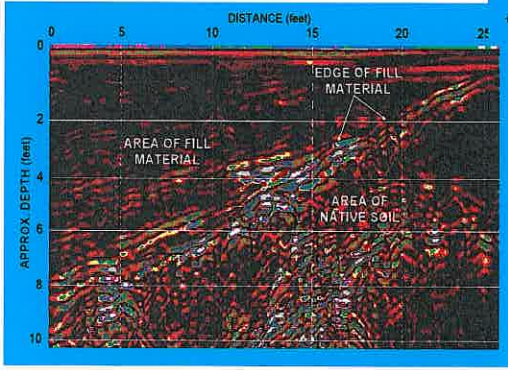 DISTANCE (feet)
0 5 10 15 20 25
APPROX. DEPTH (feet)
0
2
4
6
8
10
EDGE OF FILL
MATERIAL
AREA OF FILL
MATERIAL
AREA OF
NATIVE SOIL